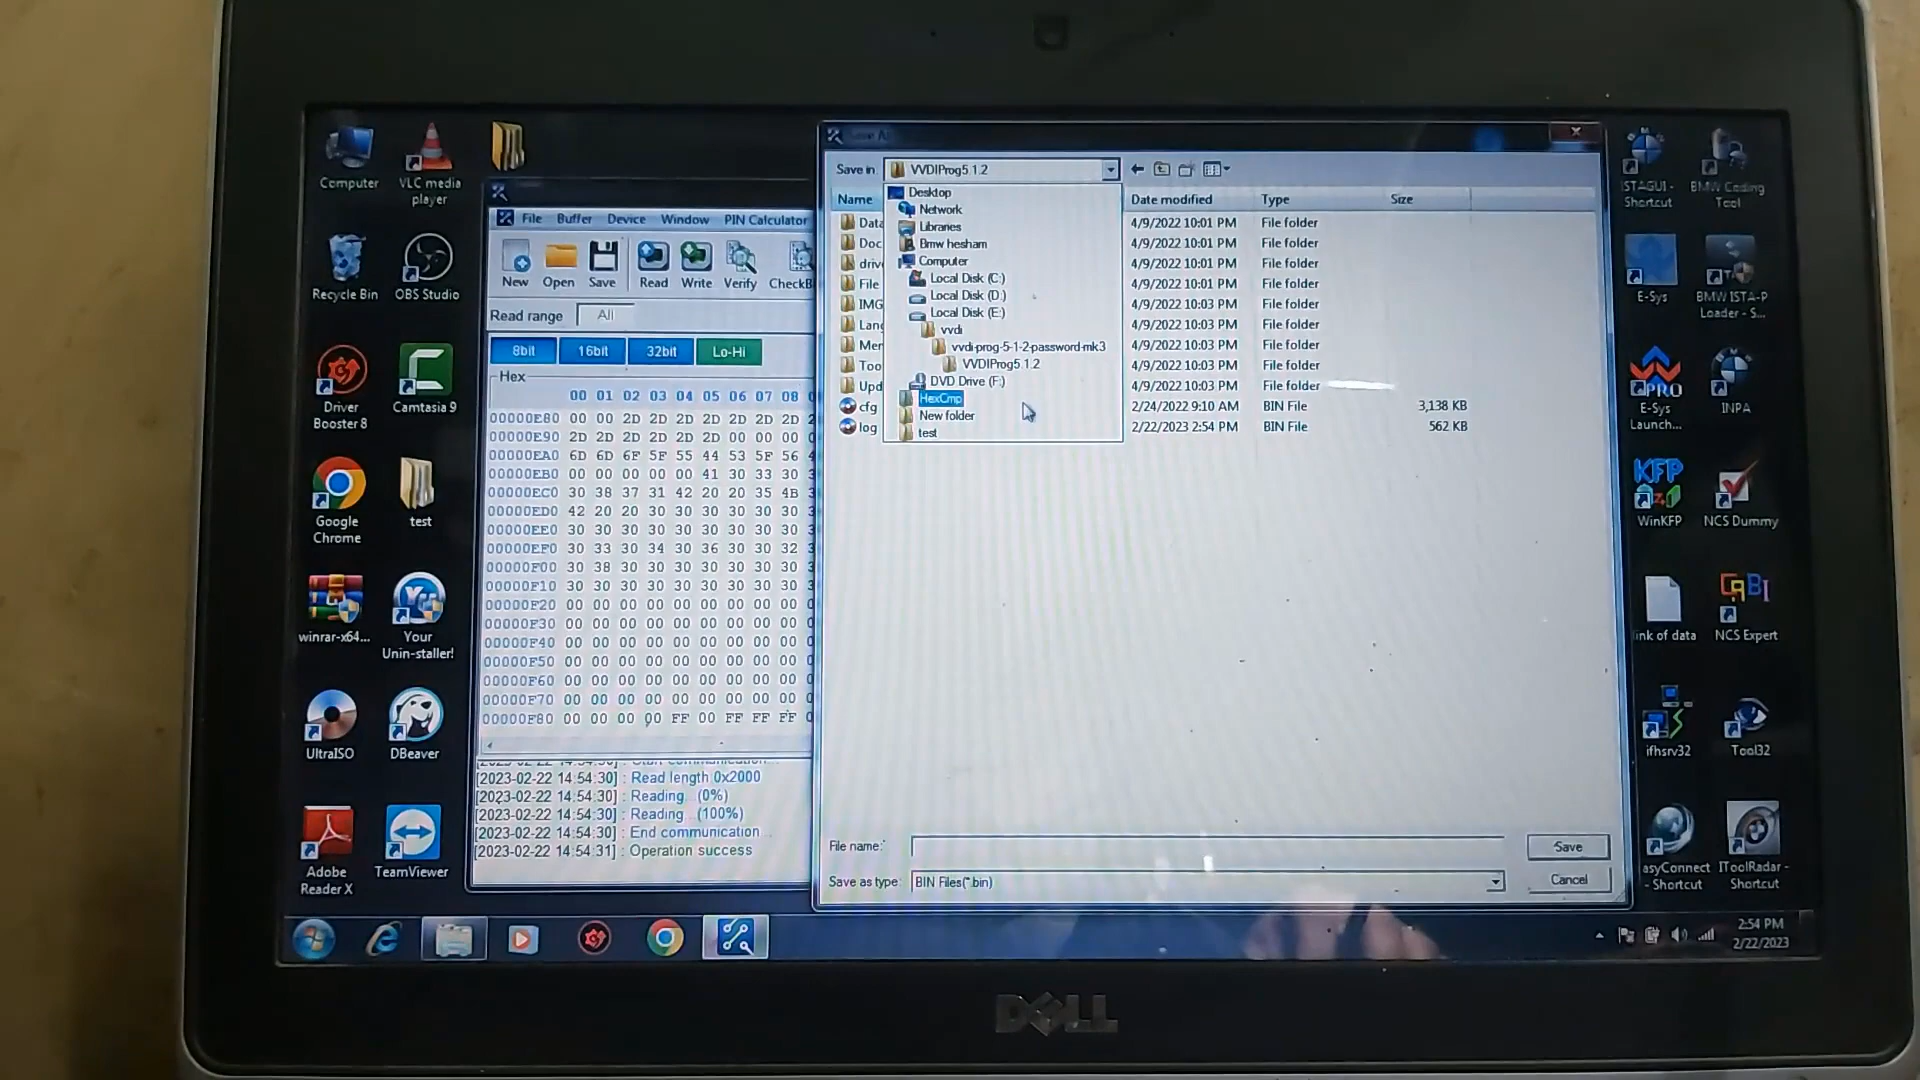 Computer
VLC media
player
Recycle Bin
OBS Studio
Driver
Booster 8
Camtasia 9
Google
Chrome
test
winrar-x64...
Your
Unin-staller!
UltraISO
DBeaver
Adobe
Reader X
TeamViewer
File Buffer Device Window PIN Calculator
New Open Save Read Write Verify CheckB
Read range All
8bit 16bit 32bit Lo-Hi
Hex
00 01 02 03 04 05 06 07 08
00000E80 00 00 2D 2D 2D 2D 2D 2D 2D
00000E90 2D 2D 2D 2D 2D 2D 00 00 00
00000EA0 6D 6D 6F 5F 55 44 53 5F 56
00000EB0 00 00 00 00 00 41 30 33 30
00000EC0 30 38 37 31 42 20 20 35 4B
00000ED0 42 20 20 30 30 30 30 30 30
00000EE0 30 30 30 30 30 30 30 30 30
00000EF0 30 33 30 34 30 36 30 30 32
00000F00 30 38 30 30 30 30 30 30 30
00000F10 30 30 30 30 30 30 30 30 30
00000F20 00 00 00 00 00 00 00 00 00
00000F30 00 00 00 00 00 00 00 00 00
00000F40 00 00 00 00 00 00 00 00 00
00000F50 00 00 00 00 00 00 00 00 00
00000F60 00 00 00 00 00 00 00 00 00
00000F70 00 00 00 00 00 00 00 00 00
00000F80 00 00 00 00 FF 00 FF FF FF
[2023-02-22 14:54:30] : Read length 0x2000
[2023-02-22 14:54:30] : Reading...(0%)
[2023-02-22 14:54:30] : Reading...(100%)
[2023-02-22 14:54:30] : End communication...
[2023-02-22 14:54:31] : Operation success
Save As
Save in: VVDIProg5.1.2
Name Date modified Type Size
Desktop
Network
Libraries
Bmw hesham
Computer
Local Disk (C:)
Local Disk (D:)
Local Disk (E:)
vvdi
vvdi-prog-5-1-2-password-mk3
VVDIProg5.1.2
DVD Drive (F:)
HexCmp
New folder
test
Data 4/9/2022 10:01 PM File folder
Doc 4/9/2022 10:01 PM File folder
drive 4/9/2022 10:01 PM File folder
File 4/9/2022 10:01 PM File folder
IMG 4/9/2022 10:03 PM File folder
Lang 4/9/2022 10:03 PM File folder
Mer 4/9/2022 10:03 PM File folder
Too 4/9/2022 10:03 PM File folder
Upd 4/9/2022 10:03 PM File folder
cfg 2/24/2022 9:10 AM BIN File 3,138 KB
log 2/22/2023 2:54 PM BIN File 562 KB
File name:
Save
Save as type: BIN Files(*.bin)
Cancel
ISTAGUI -
Shortcut
BMW Coding
Tool
E-Sys
BMW ISTA-P
Loader - S...
E-Sys
Launch...
INPA
WinKFP
NCS Dummy
ink of data
NCS Expert
ifhsrv32
Tool32
asyConnect
- Shortcut
IToolRadar -
Shortcut
2:54 PM
2/22/2023
DELL